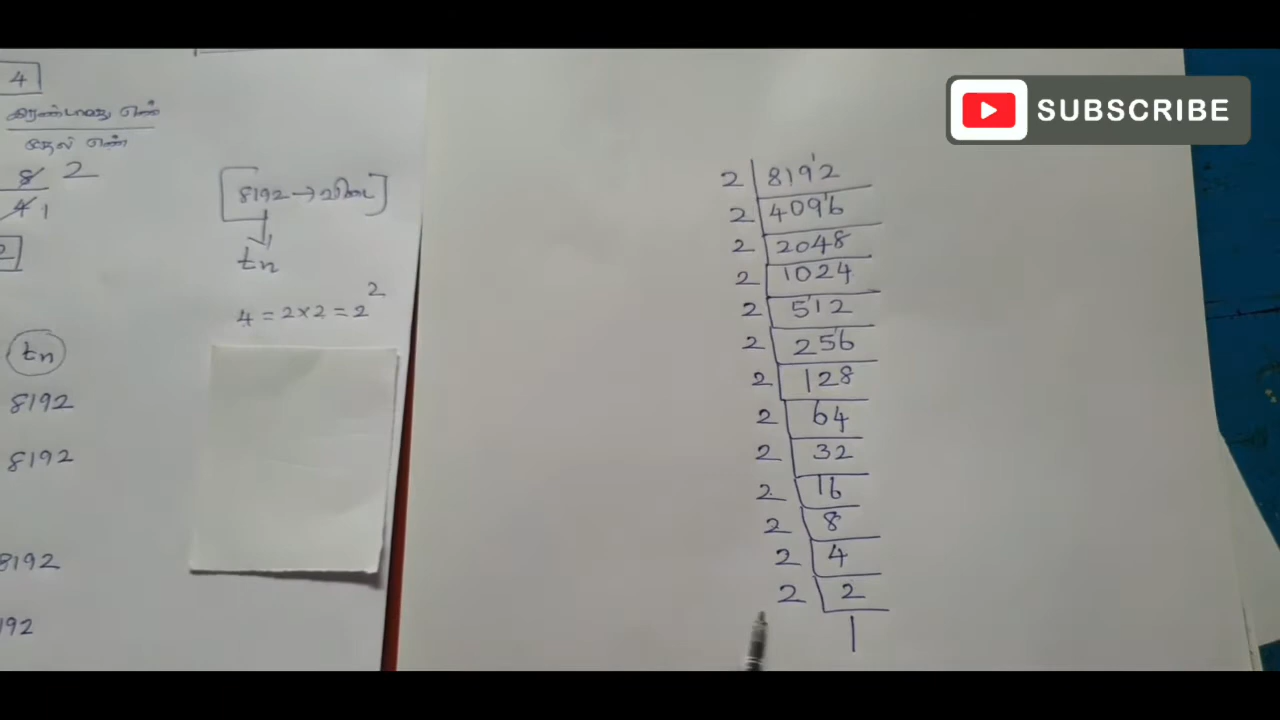 4
இரண்டாவது எண்
முதல் எண்
8 2
4 1
2
tn
8192
8192
8192
192
[8192 → விடை]
tn
4 = 2 × 2 = 2²
SUBSCRIBE
2 | 8192
2 | 4096
2 | 2048
2 | 1024
2 | 512
2 | 256
2 | 128
2 | 64
2 | 32
2 | 16
2 | 8
2 | 4
2 | 2
1